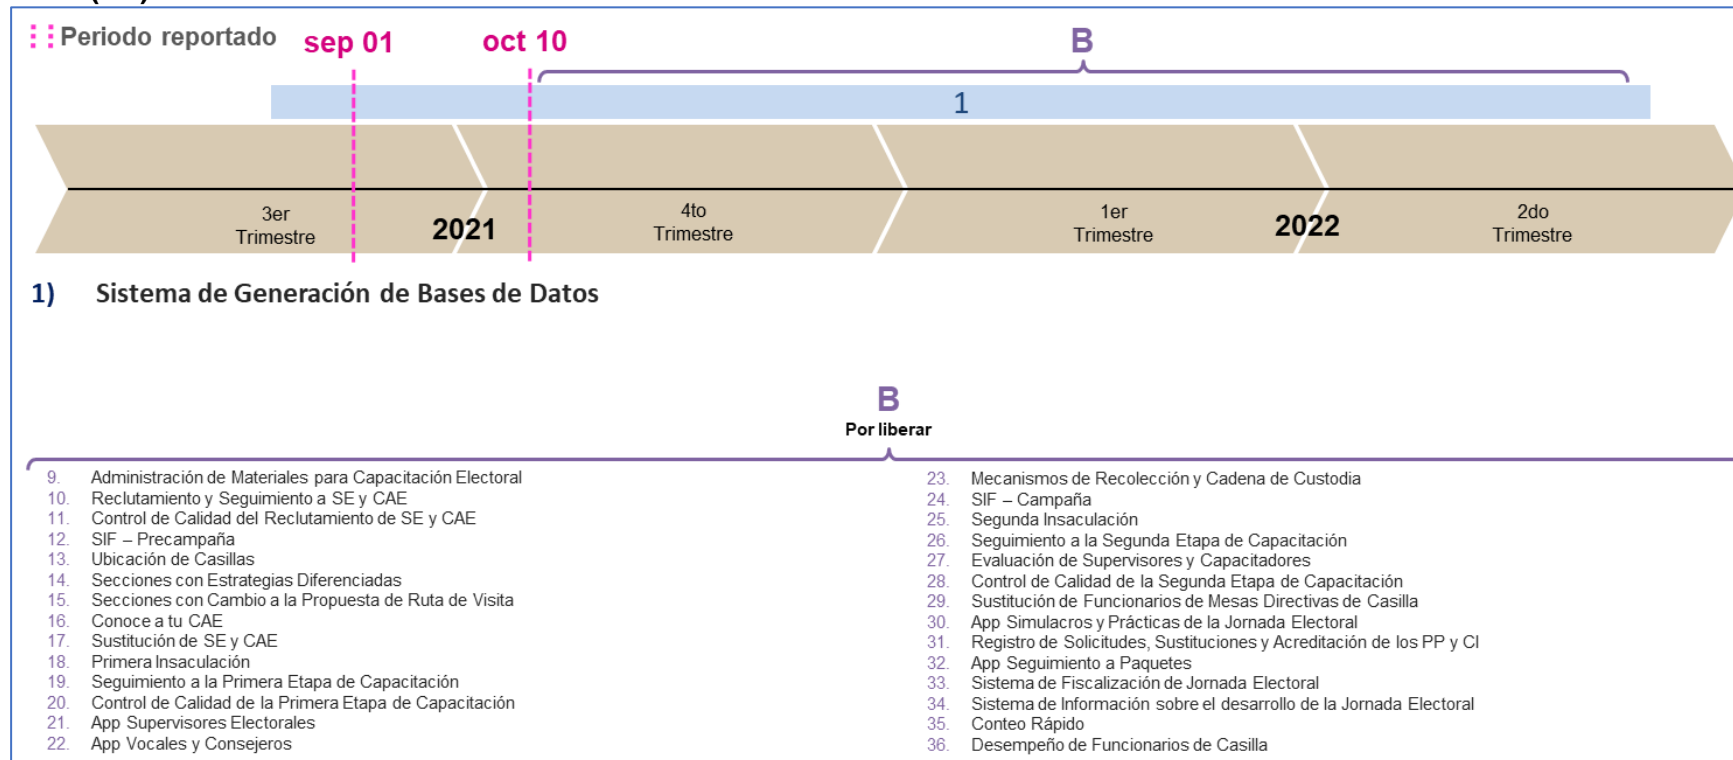 Periodo reportado
sep 01
oct 10
B
1
3er
Trimestre
2021
4to
Trimestre
1er
Trimestre
2022
2do
Trimestre
1) Sistema de Generación de Bases de Datos
B
Por liberar
9. Administración de Materiales para Capacitación Electoral
10. Reclutamiento y Seguimiento a SE y CAE
11. Control de Calidad del Reclutamiento de SE y CAE
12. SIF – Precampaña
13. Ubicación de Casillas
14. Secciones con Estrategias Diferenciadas
15. Secciones con Cambio a la Propuesta de Ruta de Visita
16. Conoce a tu CAE
17. Sustitución de SE y CAE
18. Primera Insaculación
19. Seguimiento a la Primera Etapa de Capacitación
20. Control de Calidad de la Primera Etapa de Capacitación
21. App Supervisores Electorales
22. App Vocales y Consejeros
23. Mecanismos de Recolección y Cadena de Custodia
24. SIF – Campaña
25. Segunda Insaculación
26. Seguimiento a la Segunda Etapa de Capacitación
27. Evaluación de Supervisores y Capacitadores
28. Control de Calidad de la Segunda Etapa de Capacitación
29. Sustitución de Funcionarios de Mesas Directivas de Casilla
30. App Simulacros y Prácticas de la Jornada Electoral
31. Registro de Solicitudes, Sustituciones y Acreditación de los PP y CI
32. App Seguimiento a Paquetes
33. Sistema de Fiscalización de Jornada Electoral
34. Sistema de Información sobre el desarrollo de la Jornada Electoral
35. Conteo Rápido
36. Desempeño de Funcionarios de Casilla